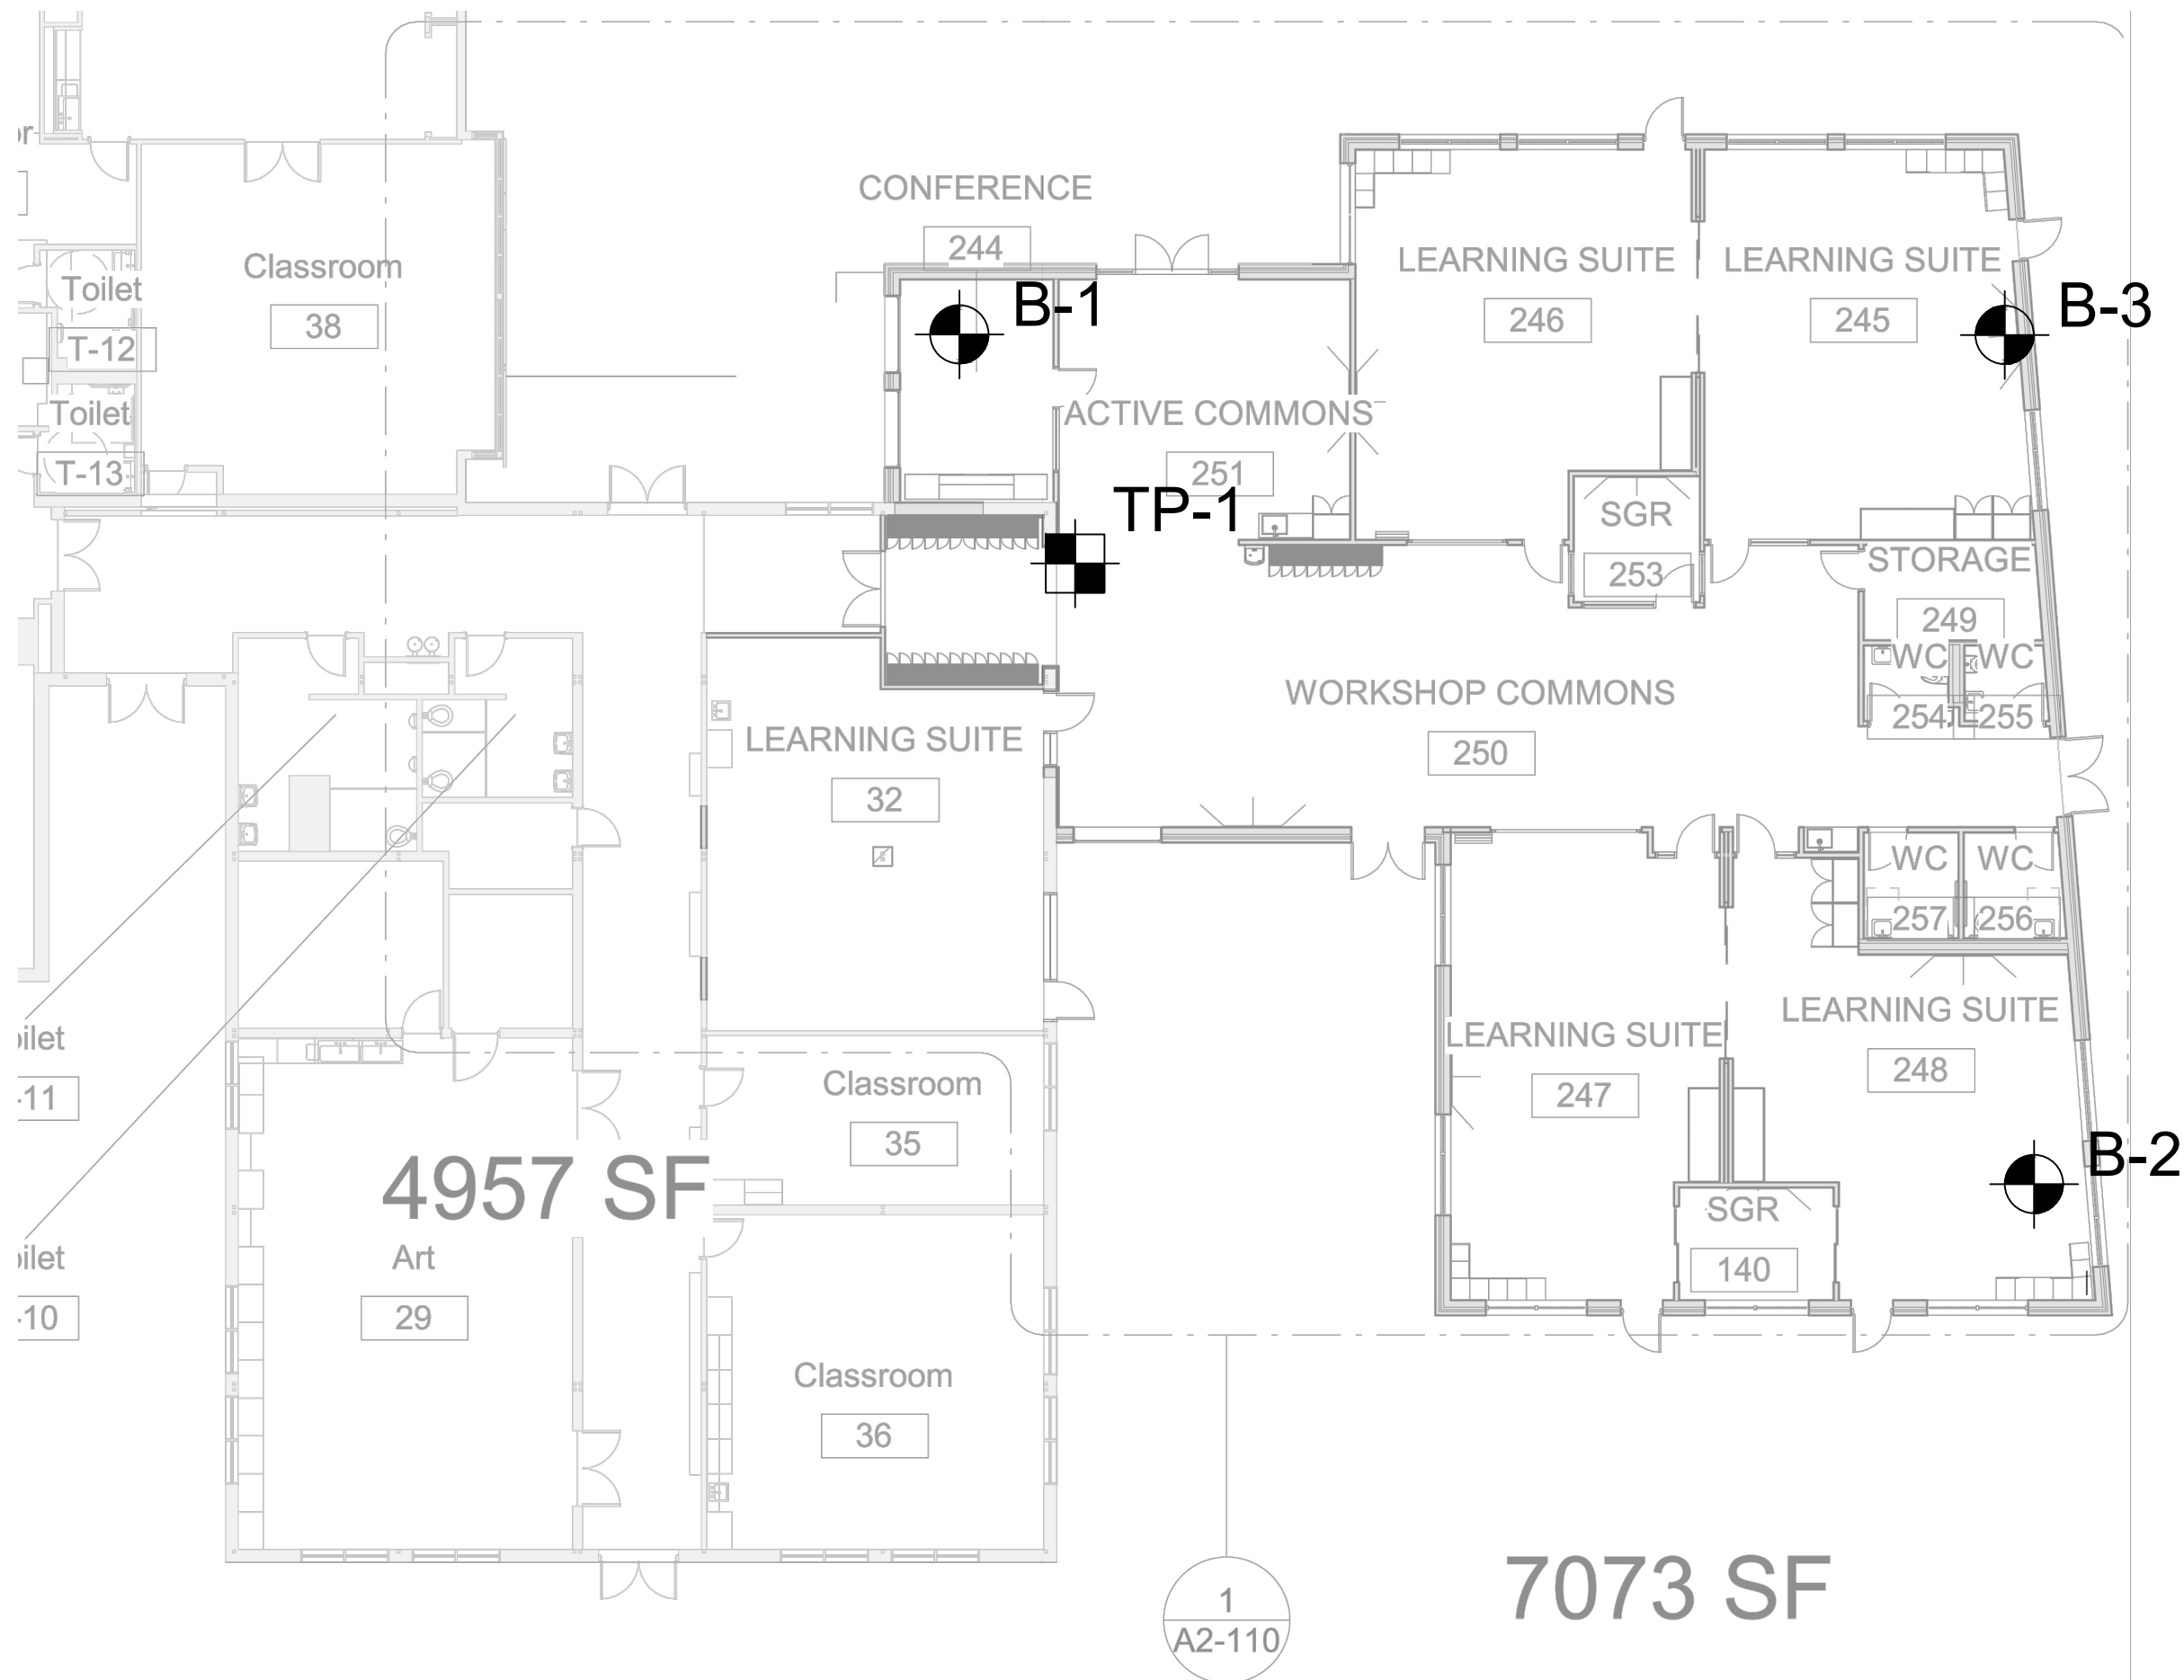 CONFERENCE
244
Classroom
38
LEARNING SUITE
246
LEARNING SUITE
245
Toilet
T-12
B-1
B-3
Toilet
T-13
ACTIVE COMMONS
251
TP-1
SGR
253
STORAGE
249
WC
WC
254
255
WORKSHOP COMMONS
250
LEARNING SUITE
32
WC
WC
257
256
LEARNING SUITE
247
LEARNING SUITE
248
-11
Classroom
35
4957 SF
B-2
SGR
140
Art
29
-10
Classroom
36
1
A2-110
7073 SF